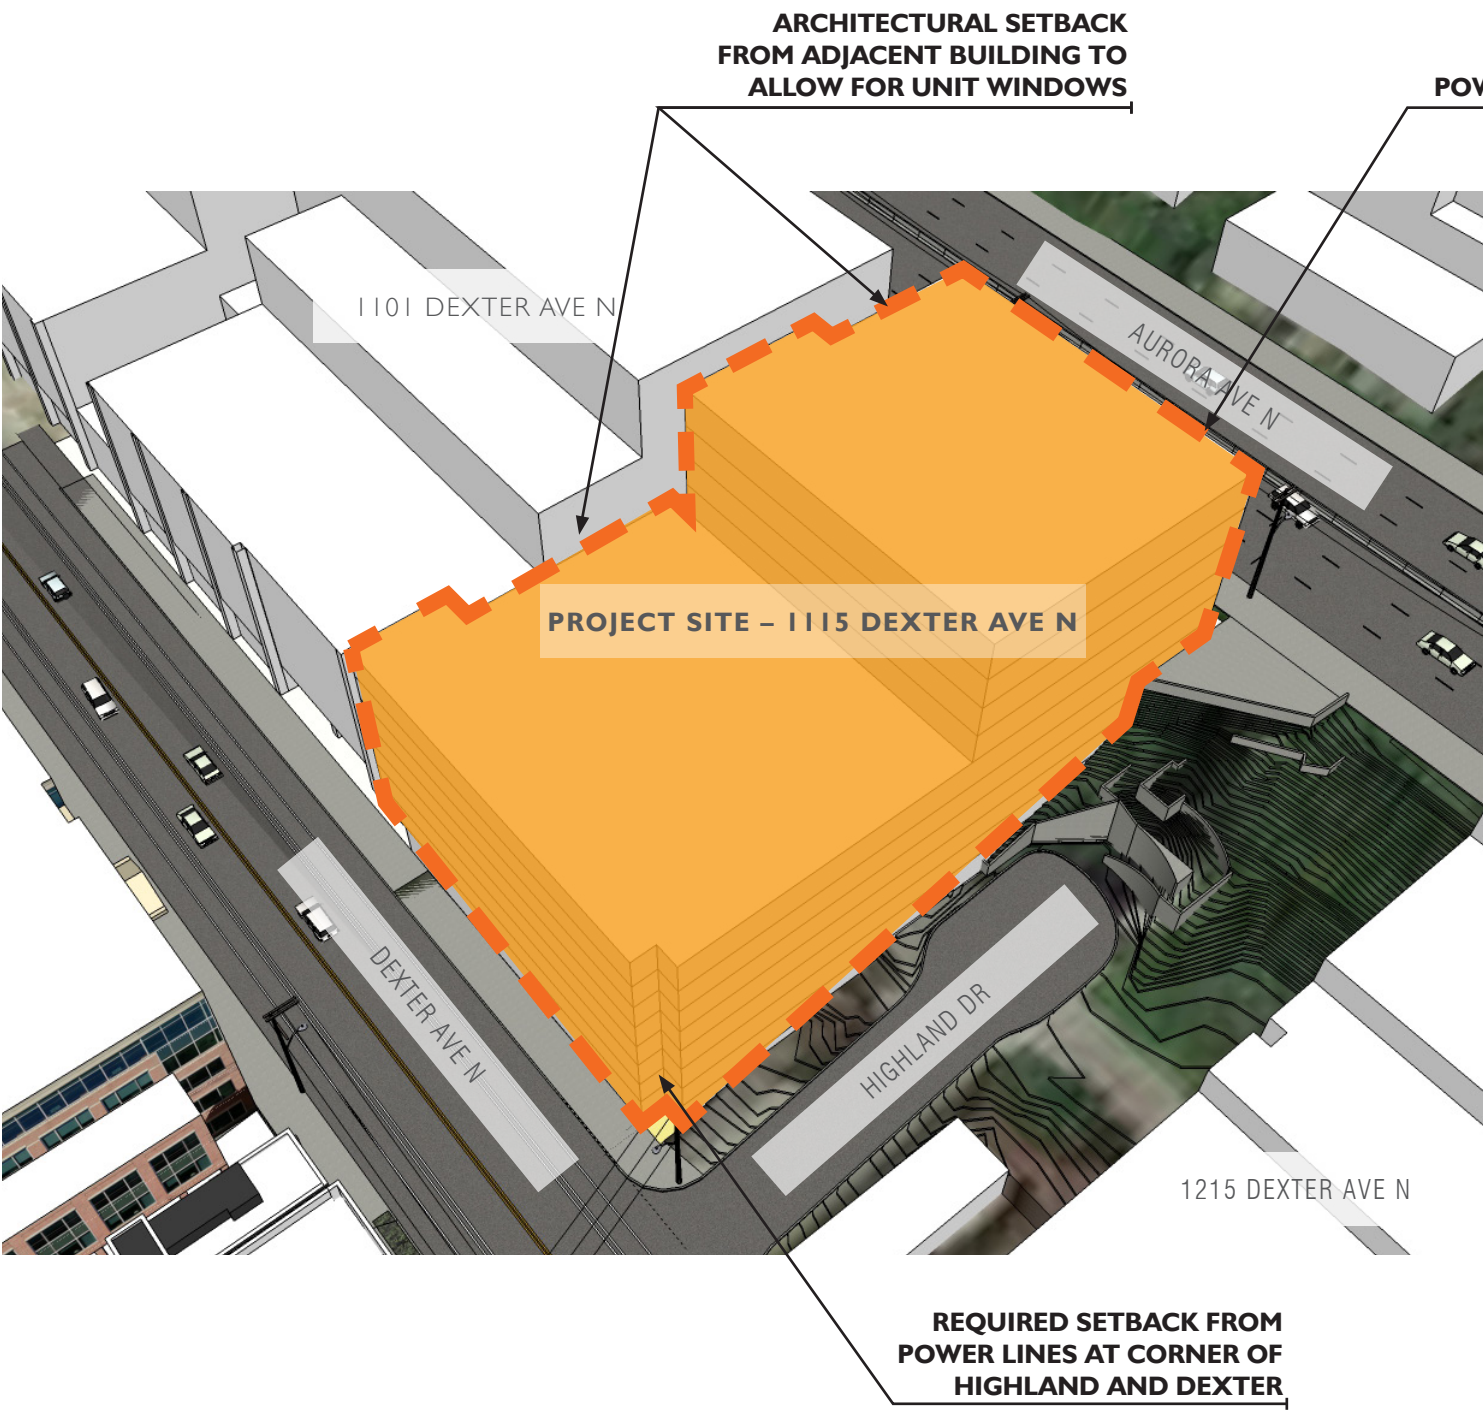 ARCHITECTURAL SETBACK
FROM ADJACENT BUILDING TO
ALLOW FOR UNIT WINDOWS
1101 DEXTER AVE N
AURORA AVE N
PROJECT SITE – 1115 DEXTER AVE N
DEXTER AVE N
HIGHLAND DR
1215 DEXTER AVE N
REQUIRED SETBACK FROM
POWER LINES AT CORNER OF
HIGHLAND AND DEXTER